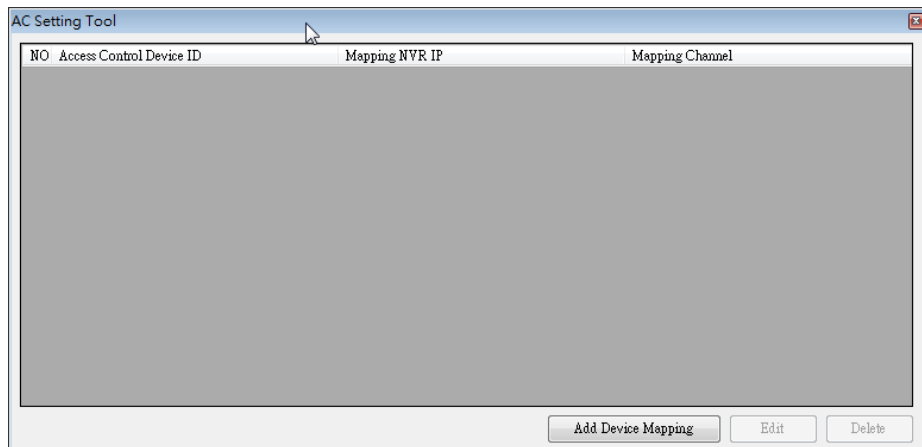 AC Setting Tool
NO Access Control Device ID Mapping NVR IP Mapping Channel
Add Device Mapping Edit Delete